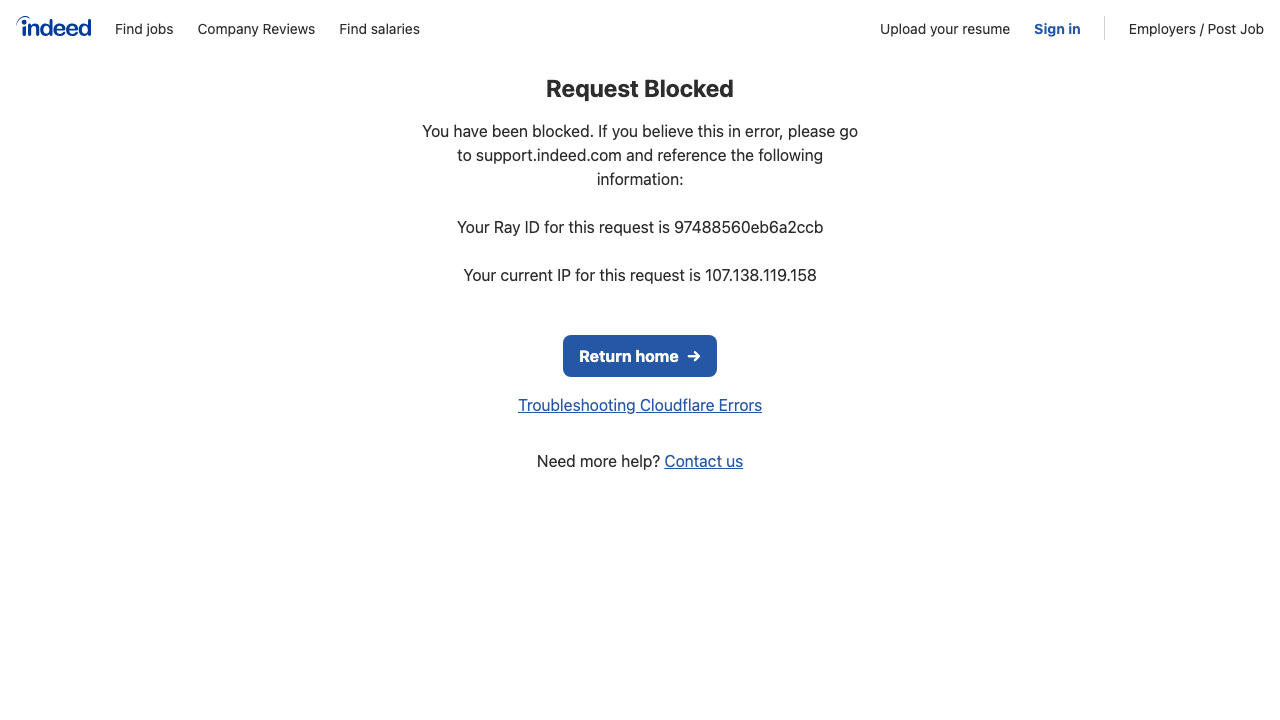 indeed Find jobs Company Reviews Find salaries Upload your resume Sign in Employers / Post Job
Request Blocked
You have been blocked. If you believe this in error, please go
to support.indeed.com and reference the following
information:
Your Ray ID for this request is 97488560eb6a2ccb
Your current IP for this request is 107.138.119.158
Return home →
Troubleshooting Cloudflare Errors
Need more help? Contact us